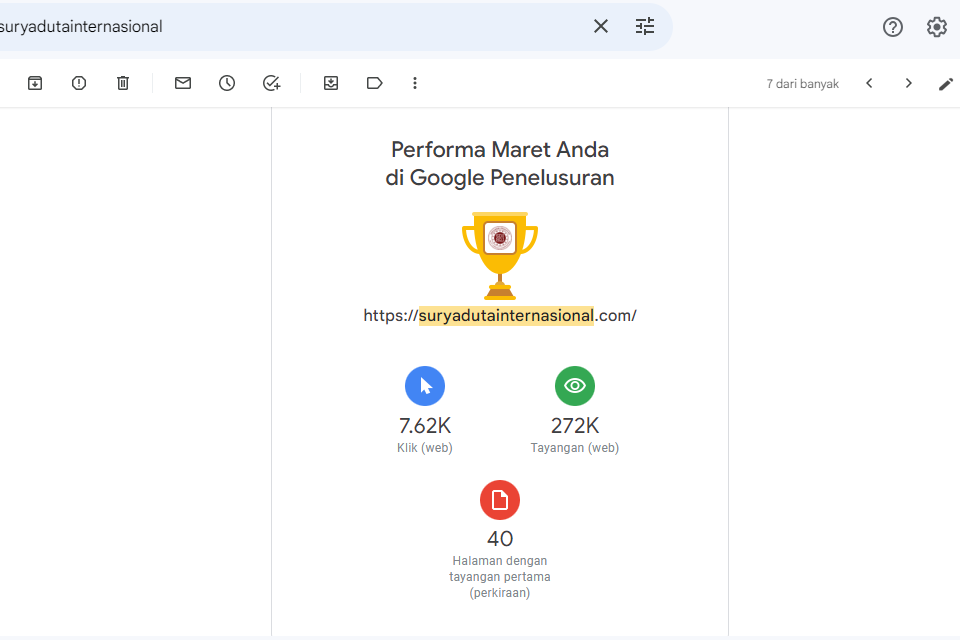 suryadutainternasional
7 dari banyak
Performa Maret Anda
di Google Penelusuran
https://suryadutainternasional.com/
7.62K
Klik (web)
272K
Tayangan (web)
40
Halaman dengan
tayangan pertama
(perkiraan)